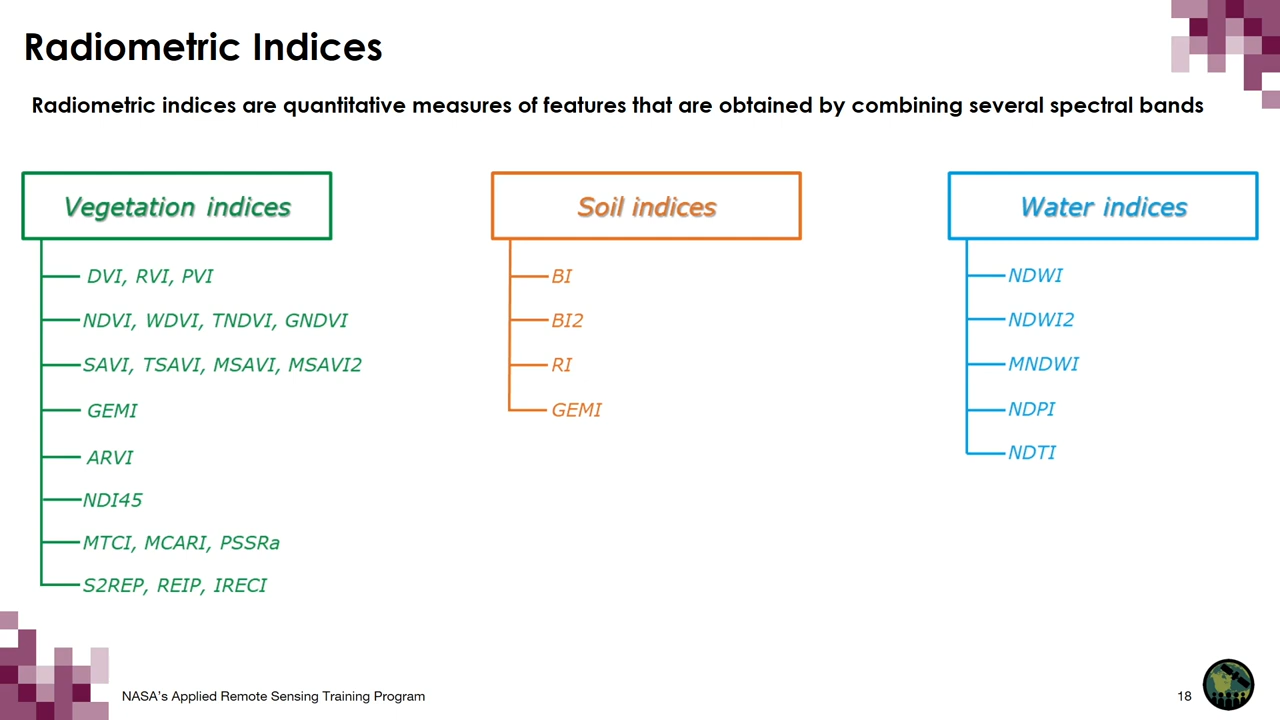 Radiometric Indices
Radiometric indices are quantitative measures of features that are obtained by combining several spectral bands
Vegetation indices
DVI, RVI, PVI
NDVI, WDVI, TNDVI, GNDVI
SAVI, TSAVI, MSAVI, MSAVI2
GEMI
ARVI
NDI45
MTCI, MCARI, PSSRa
S2REP, REIP, IRECI
Soil indices
BI
BI2
RI
GEMI
Water indices
NDWI
NDWI2
MNDWI
NDPI
NDTI
NASA's Applied Remote Sensing Training Program
18